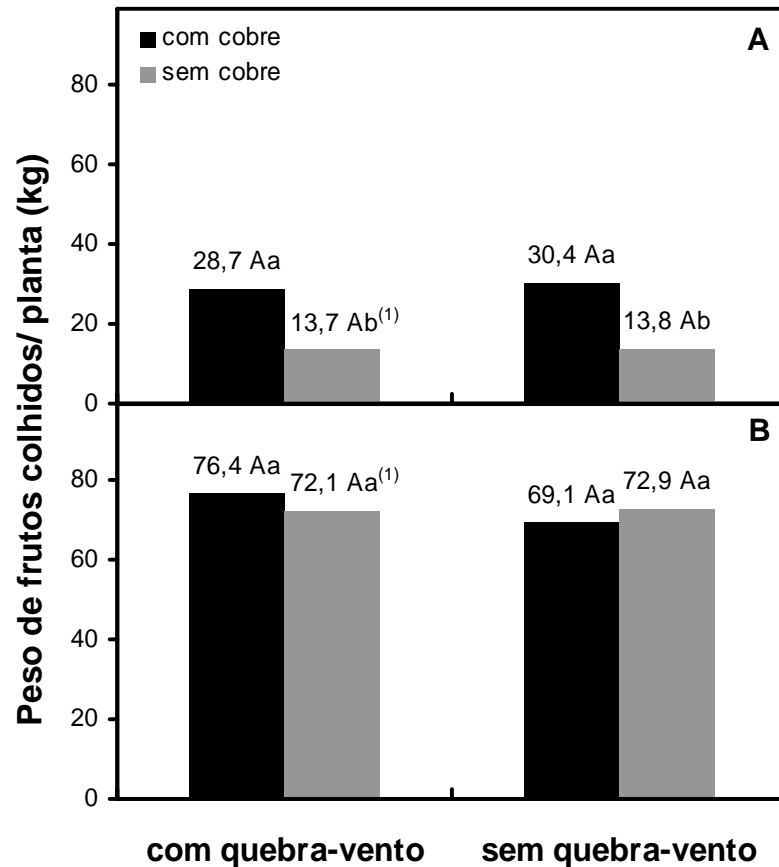 Peso de frutos colhidos/ planta (kg)
com cobre
sem cobre
A
80
60
40
20
0
28,7 Aa
13,7 Ab⁽¹⁾
30,4 Aa
13,8 Ab
B
80
60
40
20
0
76,4 Aa
72,1 Aa⁽¹⁾
69,1 Aa
72,9 Aa
com quebra-vento
sem quebra-vento